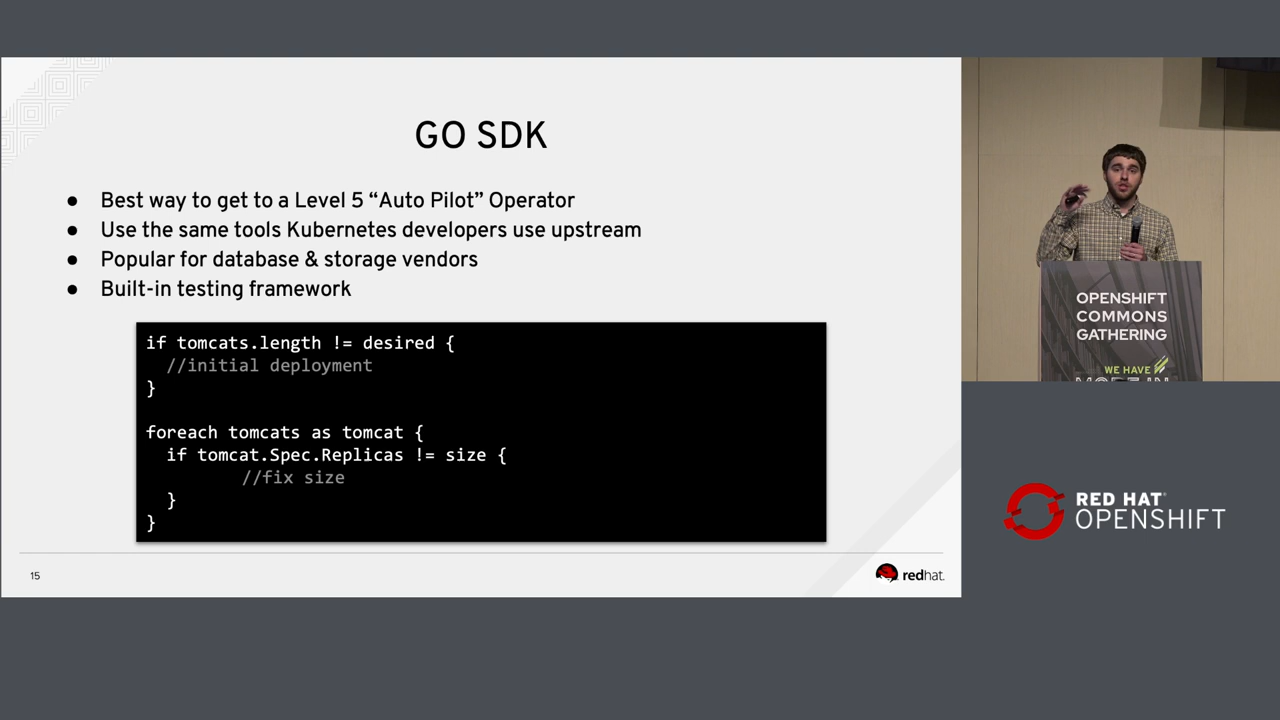 GO SDK
● Best way to get to a Level 5 “Auto Pilot” Operator
● Use the same tools Kubernetes developers use upstream
● Popular for database & storage vendors
● Built-in testing framework
if tomcats.length != desired {
  //initial deployment
}
foreach tomcats as tomcat {
  if tomcat.Spec.Replicas != size {
    //fix size
  }
}
15
redhat.
OPENSHIFT
COMMONS
GATHERING
WE HAVE
RED HAT®
OPENSHIFT